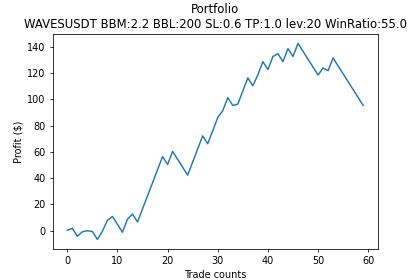 Portfolio
WAVESUSDT BBM:2.2 BBL:200 SL:0.6 TP:1.0 lev:20 WinRatio:55.0
140
120
100
80
60
40
20
0
Profit ($)
0 10 20 30 40 50 60
Trade counts